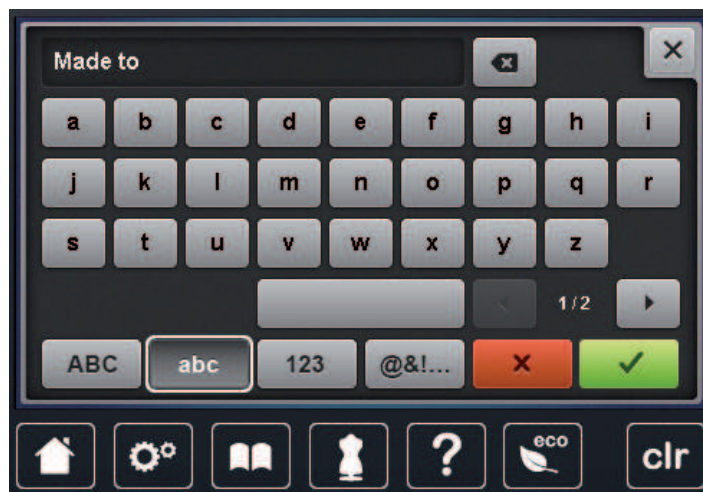 Made to
a b c d e f g h i
j k l m n o p q r
s t u v w x y z
1/2
ABC abc 123 @&!...
? eco clr